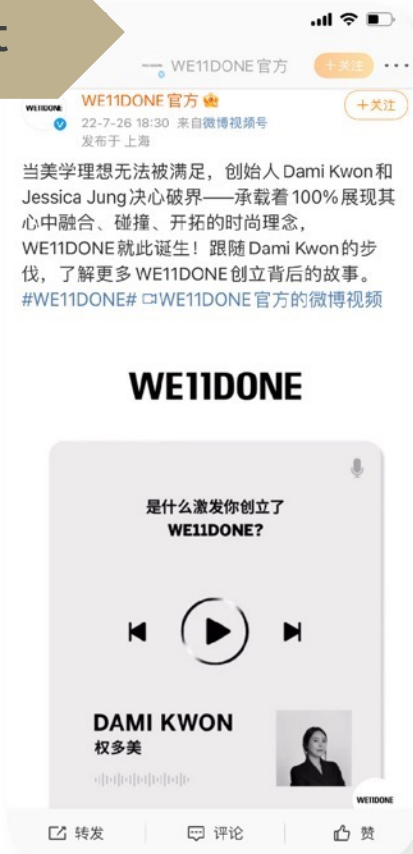 t
WE11DONE官方
+关注
WE11DONE
WE11DONE官方
+关注
22-7-26 18:30 来自微博视频号
发布于 上海
当美学理想无法被满足，创始人Dami Kwon和
Jessica Jung决心破界——承载着100%展现其
心中融合、碰撞、开拓的时尚理念，
WE11DONE就此诞生！跟随Dami Kwon的步
伐，了解更多WE11DONE创立背后的故事。
#WE11DONE# WE11DONE官方的微博视频
WE11DONE
是什么激发你创立了
WE11DONE?
DAMI KWON
权多美
WE11DONE
转发
评论
赞